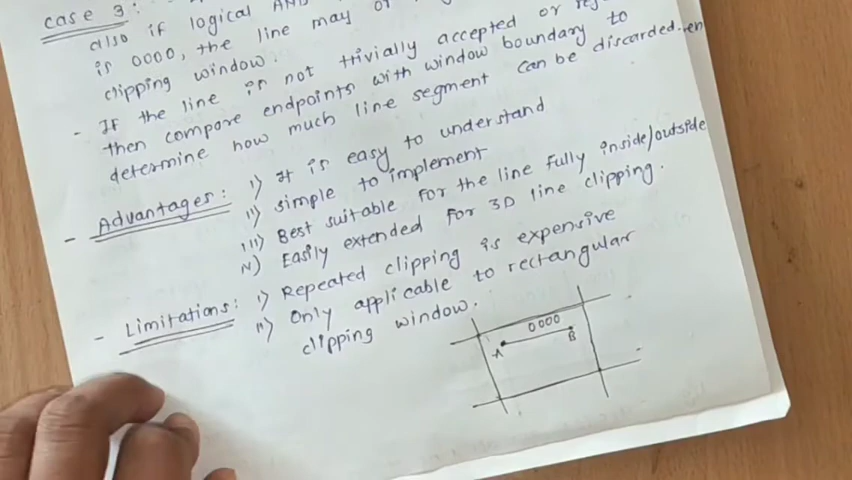 case 3:
also if logical AND
is 0000, the line may or
clipping window.
- If the line is not trivially accepted or
then compare endpoints with window boundary to
determine how much line segment can be discarded.
- Advantages: i) It is easy to understand
ii) simple to implement
iii) Best suitable for the line fully inside/outside
iv) Easily extended for 3D line clipping.
- Limitations: i) Repeated clipping is expensive
ii) Only applicable to rectangular
clipping window.
0000
A B